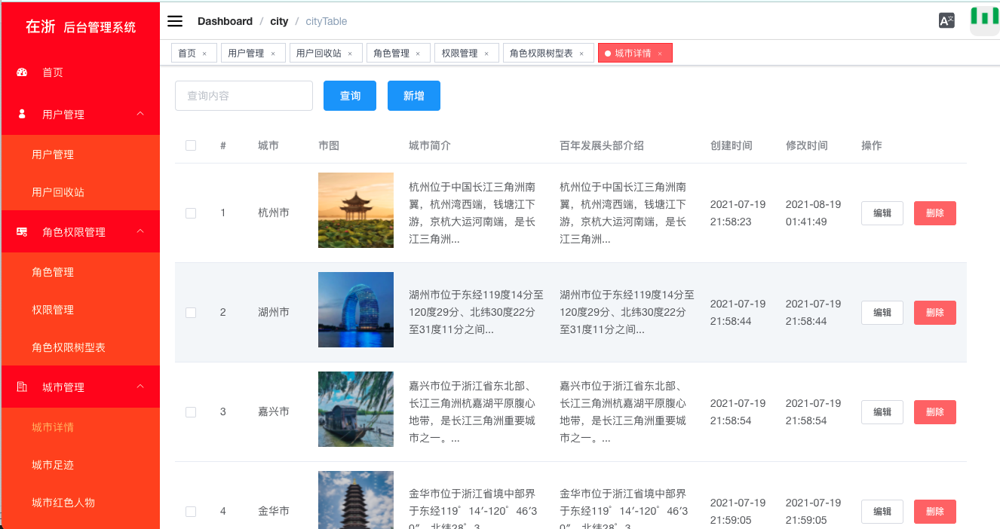 在浙 后台管理系统
首页
用户管理
用户管理
用户回收站
角色权限管理
角色管理
权限管理
角色权限树型表
城市管理
城市详情
城市足迹
城市红色人物
Dashboard / city / cityTable
首页 × 用户管理 × 用户回收站 × 角色管理 × 权限管理 × 角色权限树型表 × 城市详情 ×
查询内容 查询 新增
# 城市 市图 城市简介 百年发展头部介绍 创建时间 修改时间 操作
1
杭州市
杭州位于中国长江三角洲南
翼，杭州湾西端，钱塘江下
游，京杭大运河南端，是长
江三角洲...
杭州位于中国长江三角洲南
翼，杭州湾西端，钱塘江下
游，京杭大运河南端，是长
江三角洲...
2021-07-19
21:58:23
2021-08-19
01:41:49
编辑 删除
2
湖州市
湖州市位于东经119度14分至
120度29分、北纬30度22分
至31度11分之间...
湖州市位于东经119度14分至
120度29分、北纬30度22分
至31度11分之间...
2021-07-19
21:58:44
2021-07-19
21:58:44
编辑 删除
3
嘉兴市
嘉兴市位于浙江省东北部、
长江三角洲杭嘉湖平原腹心
地带，是长江三角洲重要城
市之一。...
嘉兴市位于浙江省东北部、
长江三角洲杭嘉湖平原腹心
地带，是长江三角洲重要城
市之一。...
2021-07-19
21:58:54
2021-07-19
21:58:54
编辑 删除
4
金华市
金华市位于浙江省境中部界
于东经119°14′-120°46′3
0″，北纬28°3
金华市位于浙江省境中部界
于东经119°14′-120°46′3
0″，北纬28°3
2021-07-19
21:59:05
2021-07-19
21:59:05
编辑 删除